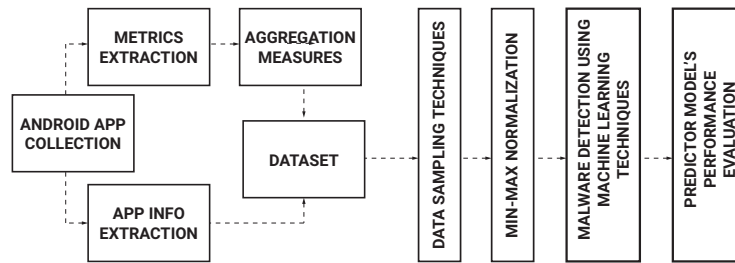 METRICS
EXTRACTION
AGGREGATION
MEASURES
ANDROID APP
COLLECTION
DATASET
APP INFO
EXTRACTION
DATA SAMPLING TECHNIQUES
MIN-MAX NORMALIZATION
MALWARE DETECTION USING
MACHINE LEARNING
TECHNIQUES
PREDICTOR MODEL'S
PERFORMANCE
EVALUATION